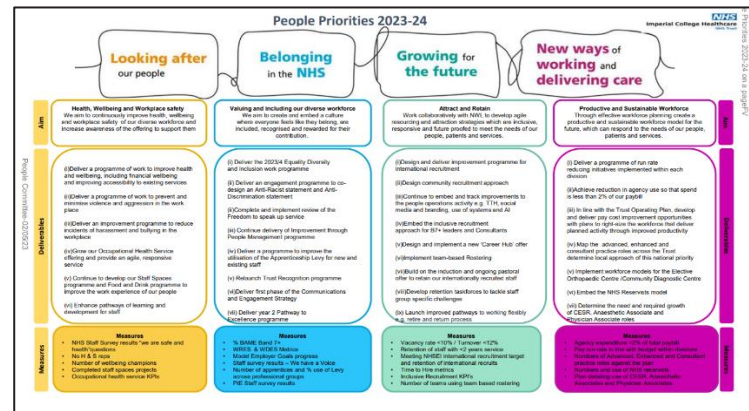 People Priorities 2023-24
NHS
Imperial College Healthcare
NHS Trust
Looking after
our people
Belonging
in the NHS
Growing for
the future
New ways of
working and
delivering care
Aim
Health, Wellbeing and Workplace safety
We aim to continuously improve health, wellbeing
and workplace safety of our diverse workforce and
increase awareness of the offering to support them
Valuing and including our diverse workforce
We aim to create and embed a culture
where everyone feels like they belong, are
included, recognised and rewarded for their
contribution.
Attract and Retain
Work collaboratively with NWL to develop agile
resourcing and attraction strategies which are inclusive,
responsive and future proofed to meet the needs of our
people, patients and services.
Productive and Sustainable Workforce
Through effective workforce planning create a
productive and sustainable workforce model for the
future, which can respond to the needs of our people,
patients and services.
Aim
Deliverables
(i)Deliver a programme of work to improve health
and wellbeing, including financial wellbeing
and improving accessibility to existing services
(ii)Deliver a programme of work to prevent and
minimise violence and aggression in the work
place
(iii)Deliver an improvement programme to reduce
incidents of harassment and bullying in the
workplace
(iv)Grow our Occupational Health Service
offering and provide an agile, responsive
service
(v) Continue to develop our Staff Spaces
programme and Food and Drink programme to
improve the work experience of our people
(vi) Enhance pathways of learning and
development for staff
(i) Deliver the 2023/4 Equality Diversity
and Inclusion work programme
(ii) Deliver an engagement programme to co-
design an Anti-Racist statement and Anti-
Discrimination statement
(ii)Complete and implement review of the
Freedom to speak up service
(iii) Continue delivery of Improvement through
People Management programme
(iv) Deliver a programme to improve the
utilisation of the Apprenticeship Levy for new and
existing staff
(v) Relaunch Trust Recognition programme
(vi)Deliver first phase of the Communications
and Engagement Strategy
(vii) Deliver year 2 Pathway to
Excellence programme
(i)Design and deliver improvement programme for
international recruitment
(ii)Design community recruitment approach
(iii)Continue to embed and track improvements to
the people operations activity e.g. TTH, social
media and branding, use of systems and AI
(iv)Embed the inclusive recruitment
approach for B7+ leaders and Consultants
(v)Design and implement a new 'Career Hub' offer
(vi)Implement team-based Rostering
(vii)Build on the induction and ongoing pastoral
offer to retain our internationally recruited staff
(viii)Develop retention taskforces to tackle staff
group specific challenges
(ix) Launch improved pathways to working flexibly
e.g. retire and return process
(i) Deliver a programme of run rate
reducing initiatives implemented within each
division
(ii)Achieve reduction in agency use so that spend
is less than 2% of our paybill
(iii) In line with the Trust Operating Plan, develop
and deliver pay cost improvement opportunities
with plans to right-size the workforce that deliver
planned activity through improved productivity
(iv) Map the advanced, enhanced and
consultant practice roles across the Trust
determine local approach of this national priority
(v) Implement workforce models for the Elective
Orthopaedic Centre /Community Diagnostic Centre
(vi) Embed the NHS Reservists model
(vii) Determine the need and required growth
of CESR, Anaesthetic Associate and
Physician Associate roles.
Deliverables
Measures
Measures
• NHS Staff Survey results "we are safe and
health"questions
• No H & S reps
• Number of wellbeing champions
• Completed staff spaces projects
• Occupational health service KPIs
Measures
• % BAME Band 7+
• WRES & WDES Metrics
• Model Employer Goals progress
• Staff survey results – We have a Voice
• Number of apprentices and % use of Levy
across professional groups
• PtE Staff survey results
Measures
• Vacancy rate <10% / Turnover <12%
• Retention of staff with <2 years service
• Meeting NHSEI International recruitment target
and retention of international recruits
• Time to Hire metrics
• Inclusive Recruitment KPI's
• Number of teams using team based rostering
Measures
• Agency expenditure <2% of total paybill
• Pay controls in line with budget within divisions
• Numbers of Advanced, Enhanced and Consultant
practice roles against the plan
• Numbers and use of NHS reservists
Measures
People Committee-02/05/23
e Priorities 2023-24 on a pageFV